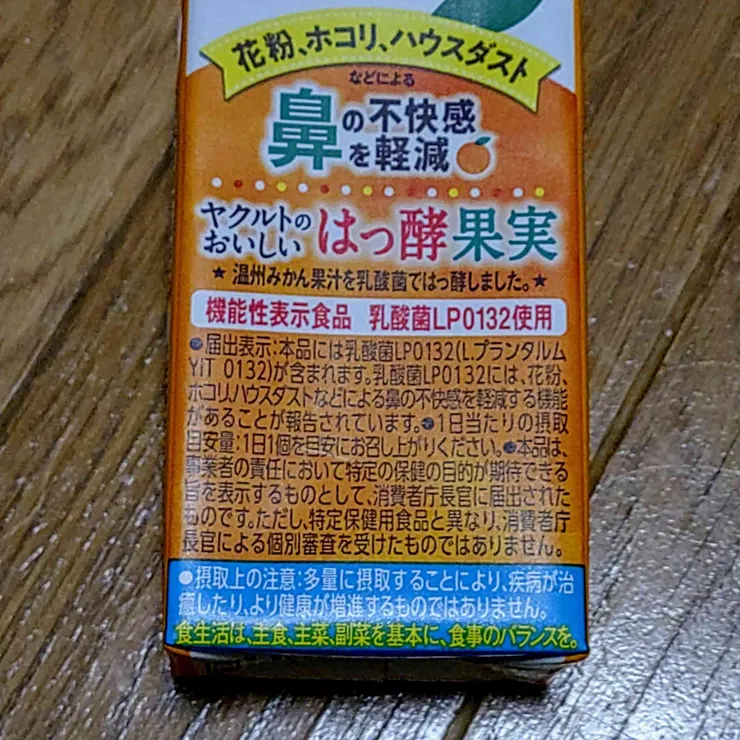 花粉、ホコリ、ハウスダスト
などによる
鼻の不快感
を軽減
ヤクルトの
おいしい はっ酵果実
★温州みかん果汁を乳酸菌ではっ酵しました。★
機能性表示食品 乳酸菌LP0132使用
●届出表示:本品には乳酸菌LP0132(L.プランタルム
YIT 0132)が含まれます。乳酸菌LP0132には、花粉、
ホコリ、ハウスダストなどによる鼻の不快感を軽減する機能
があることが報告されています。●1日当たりの摂取
目安量:1日1個を目安にお召し上がりください。●本品は、
事業者の責任において特定の保健の目的が期待できる
旨を表示するものとして、消費者庁長官に届出された
ものです。ただし、特定保健用食品と異なり、消費者庁
長官による個別審査を受けたものではありません。
●摂取上の注意:多量に摂取することにより、疾病が治
癒したり、より健康が増進するものではありません。
食生活は、主食、主菜、副菜を基本に、食事のバランスを。